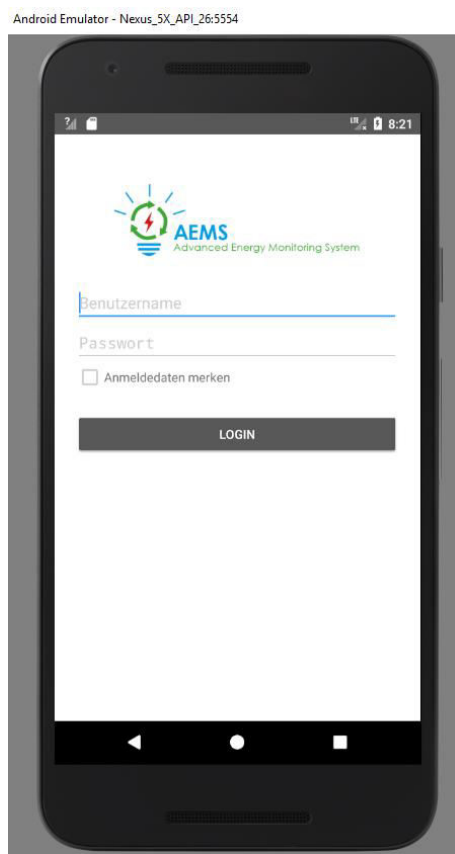 Android Emulator - Nexus_5X_API_26:5554
8:21
AEMS
Advanced Energy Monitoring System
Benutzername
Passwort
Anmeldedaten merken
LOGIN